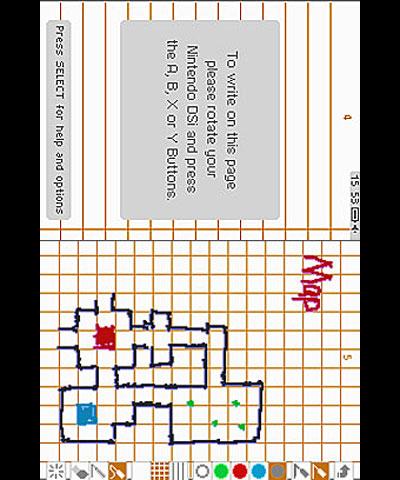 15:53
4
To write on this page
please rotate your
Nintendo DSi and press
the A, B, X or Y Buttons.
Press SELECT for help and options
Map
5